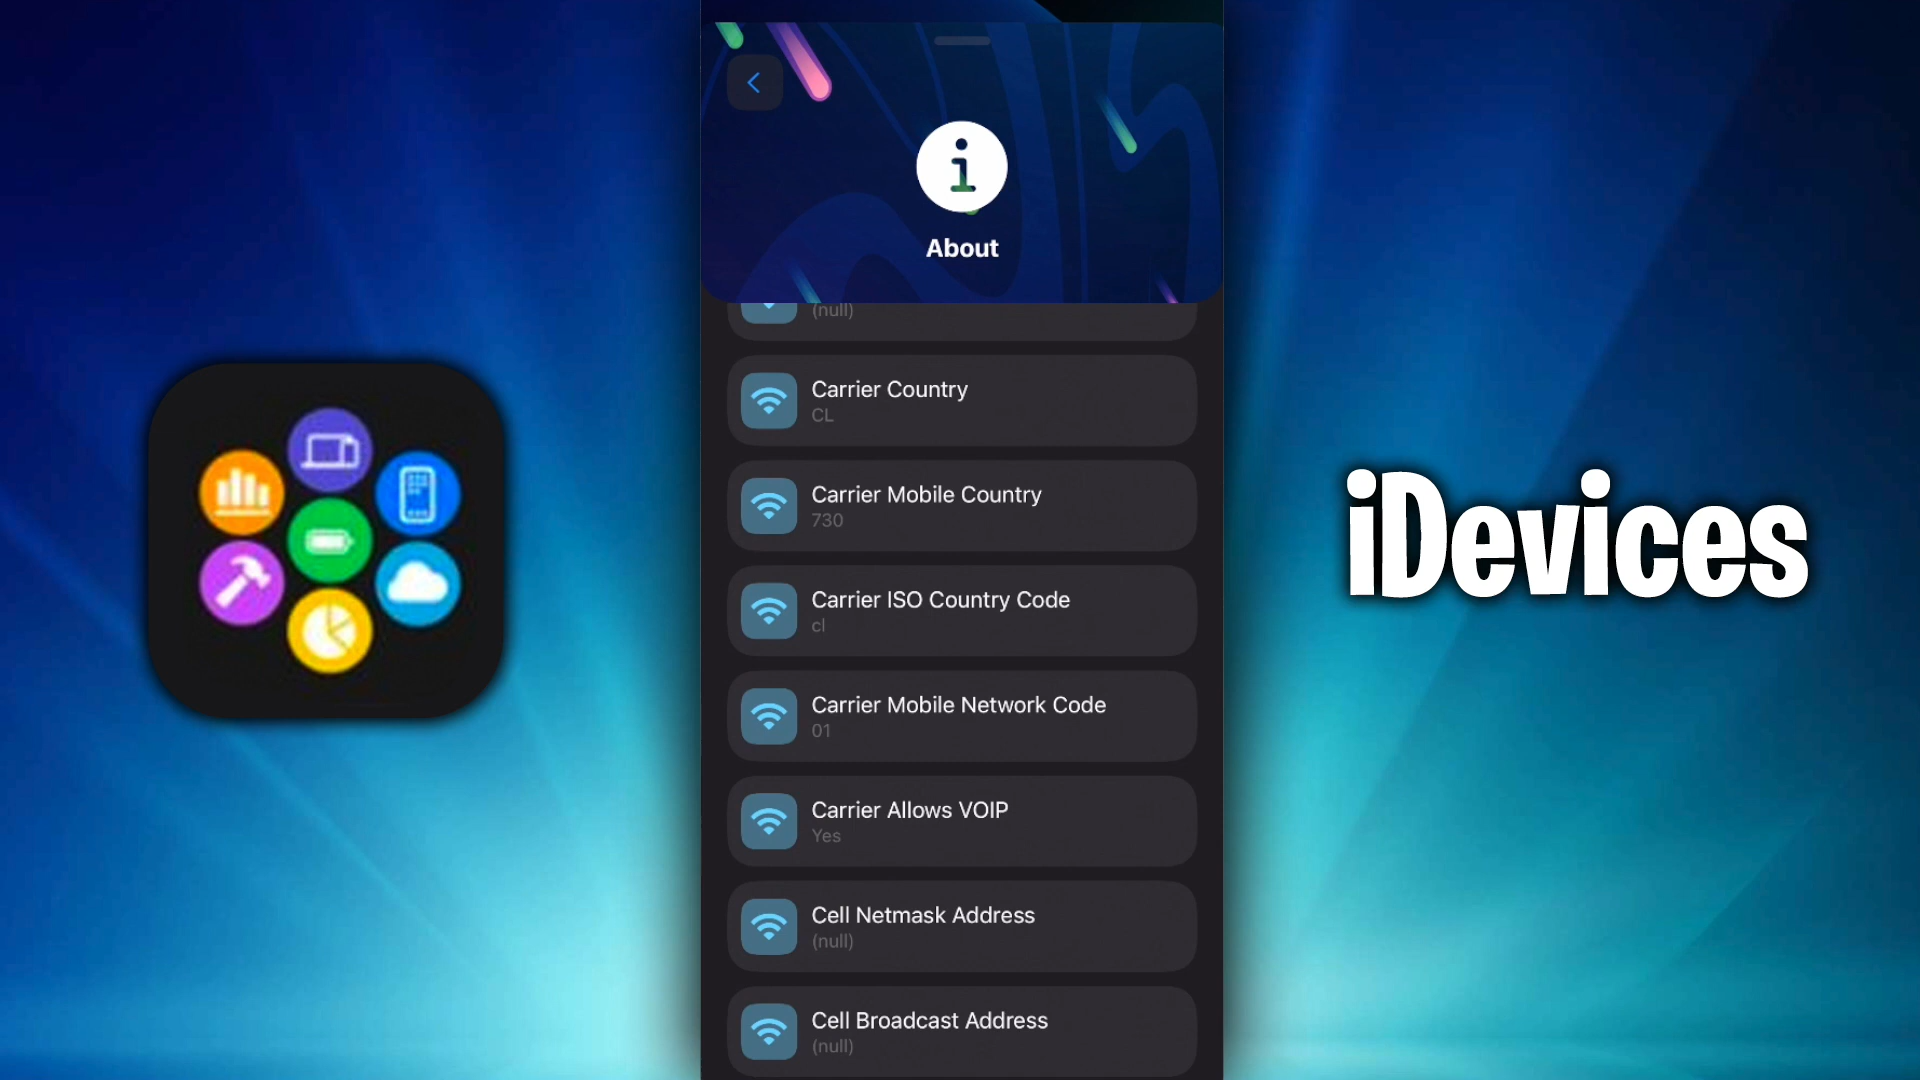 About
(null)
Carrier Country
CL
Carrier Mobile Country
730
Carrier ISO Country Code
cl
Carrier Mobile Network Code
01
Carrier Allows VOIP
Yes
Cell Netmask Address
(null)
Cell Broadcast Address
(null)
iDevices